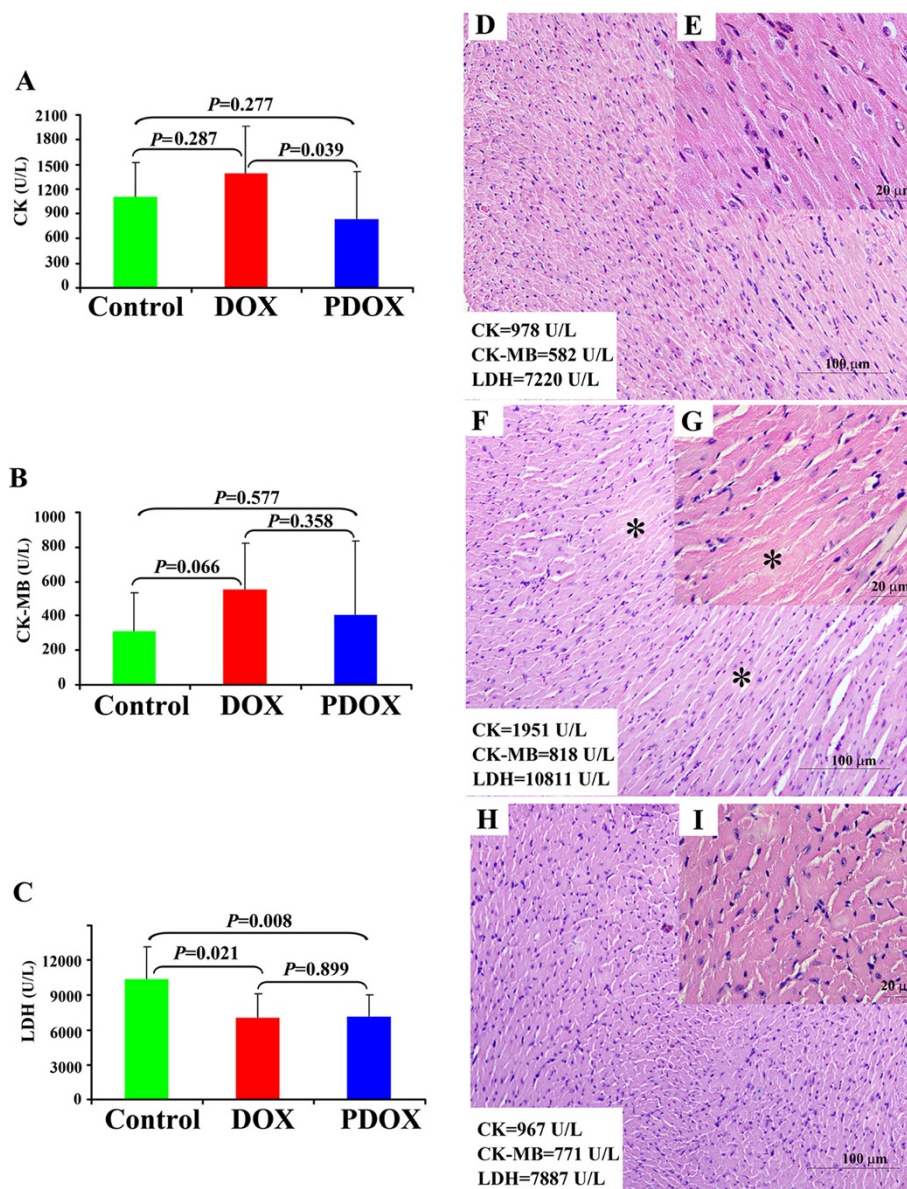 A
P=0.277
P=0.287
P=0.039
CK (U/L)
2100
1800
1500
1200
900
600
300
0
Control DOX PDOX
B
P=0.577
P=0.358
P=0.066
CK-MB (U/L)
1000
800
600
400
200
0
Control DOX PDOX
C
P=0.008
P=0.021
P=0.899
LDH (U/L)
12000
9000
6000
3000
0
Control DOX PDOX
D
E
20 μm
CK=978 U/L
CK-MB=582 U/L
LDH=7220 U/L
100 μm
F
G
*
*
20 μm
*
CK=1951 U/L
CK-MB=818 U/L
LDH=10811 U/L
100 μm
H
I
20 μm
CK=967 U/L
CK-MB=771 U/L
LDH=7887 U/L
100 μm